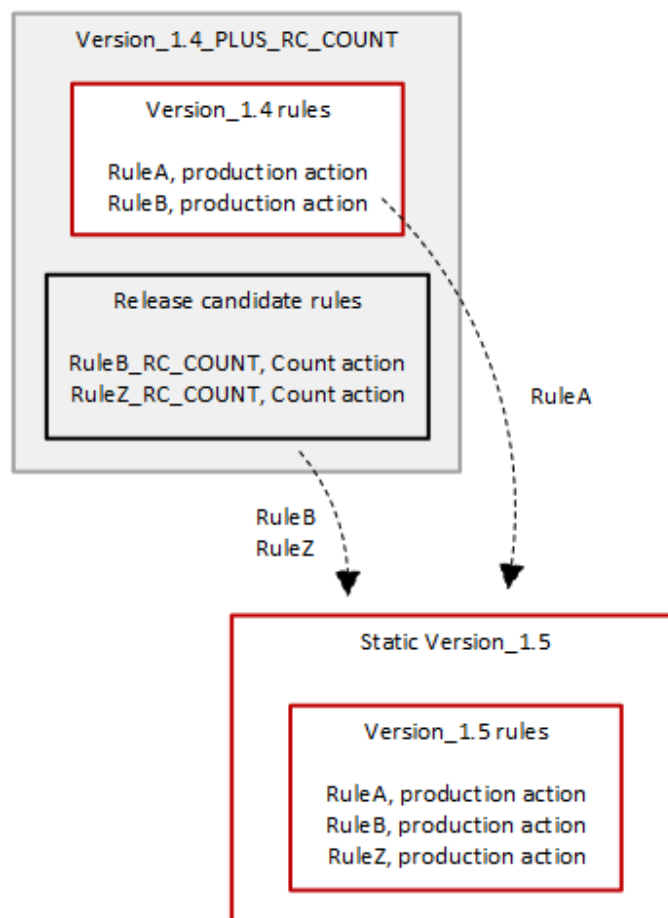 Version_1.4_PLUS_RC_COUNT
Version_1.4 rules
RuleA, production action
RuleB, production action
Release candidate rules
RuleB_RC_COUNT, Count action
RuleZ_RC_COUNT, Count action
RuleA
RuleB
RuleZ
Static Version_1.5
Version_1.5 rules
RuleA, production action
RuleB, production action
RuleZ, production action